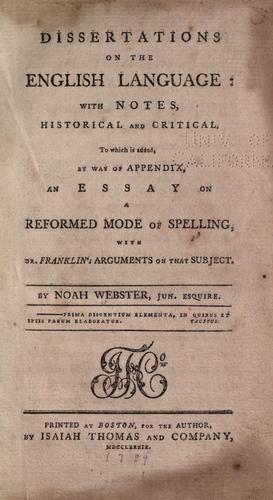 DISSERTATIONS
ON THE
ENGLISH LANGUAGE:
WITH NOTES,
HISTORICAL AND CRITICAL,
To which is added,
BY WAY OF APPENDIX,
AN ESSAY ON
A
REFORMED MODE OF SPELLING,
WITH
DR. FRANKLIN's ARGUMENTS ON THAT SUBJECT.
BY NOAH WEBSTER, JUN. ESQUIRE.
——PRIMA DISCENTIUM ELEMENTA, IN QUIBUS ET
IPSIS PARUM ELABORATUR. TACITUS.
PRINTED AT BOSTON, FOR THE AUTHOR,
BY ISAIAH THOMAS AND COMPANY,
MDCCLXXXIX.
1789